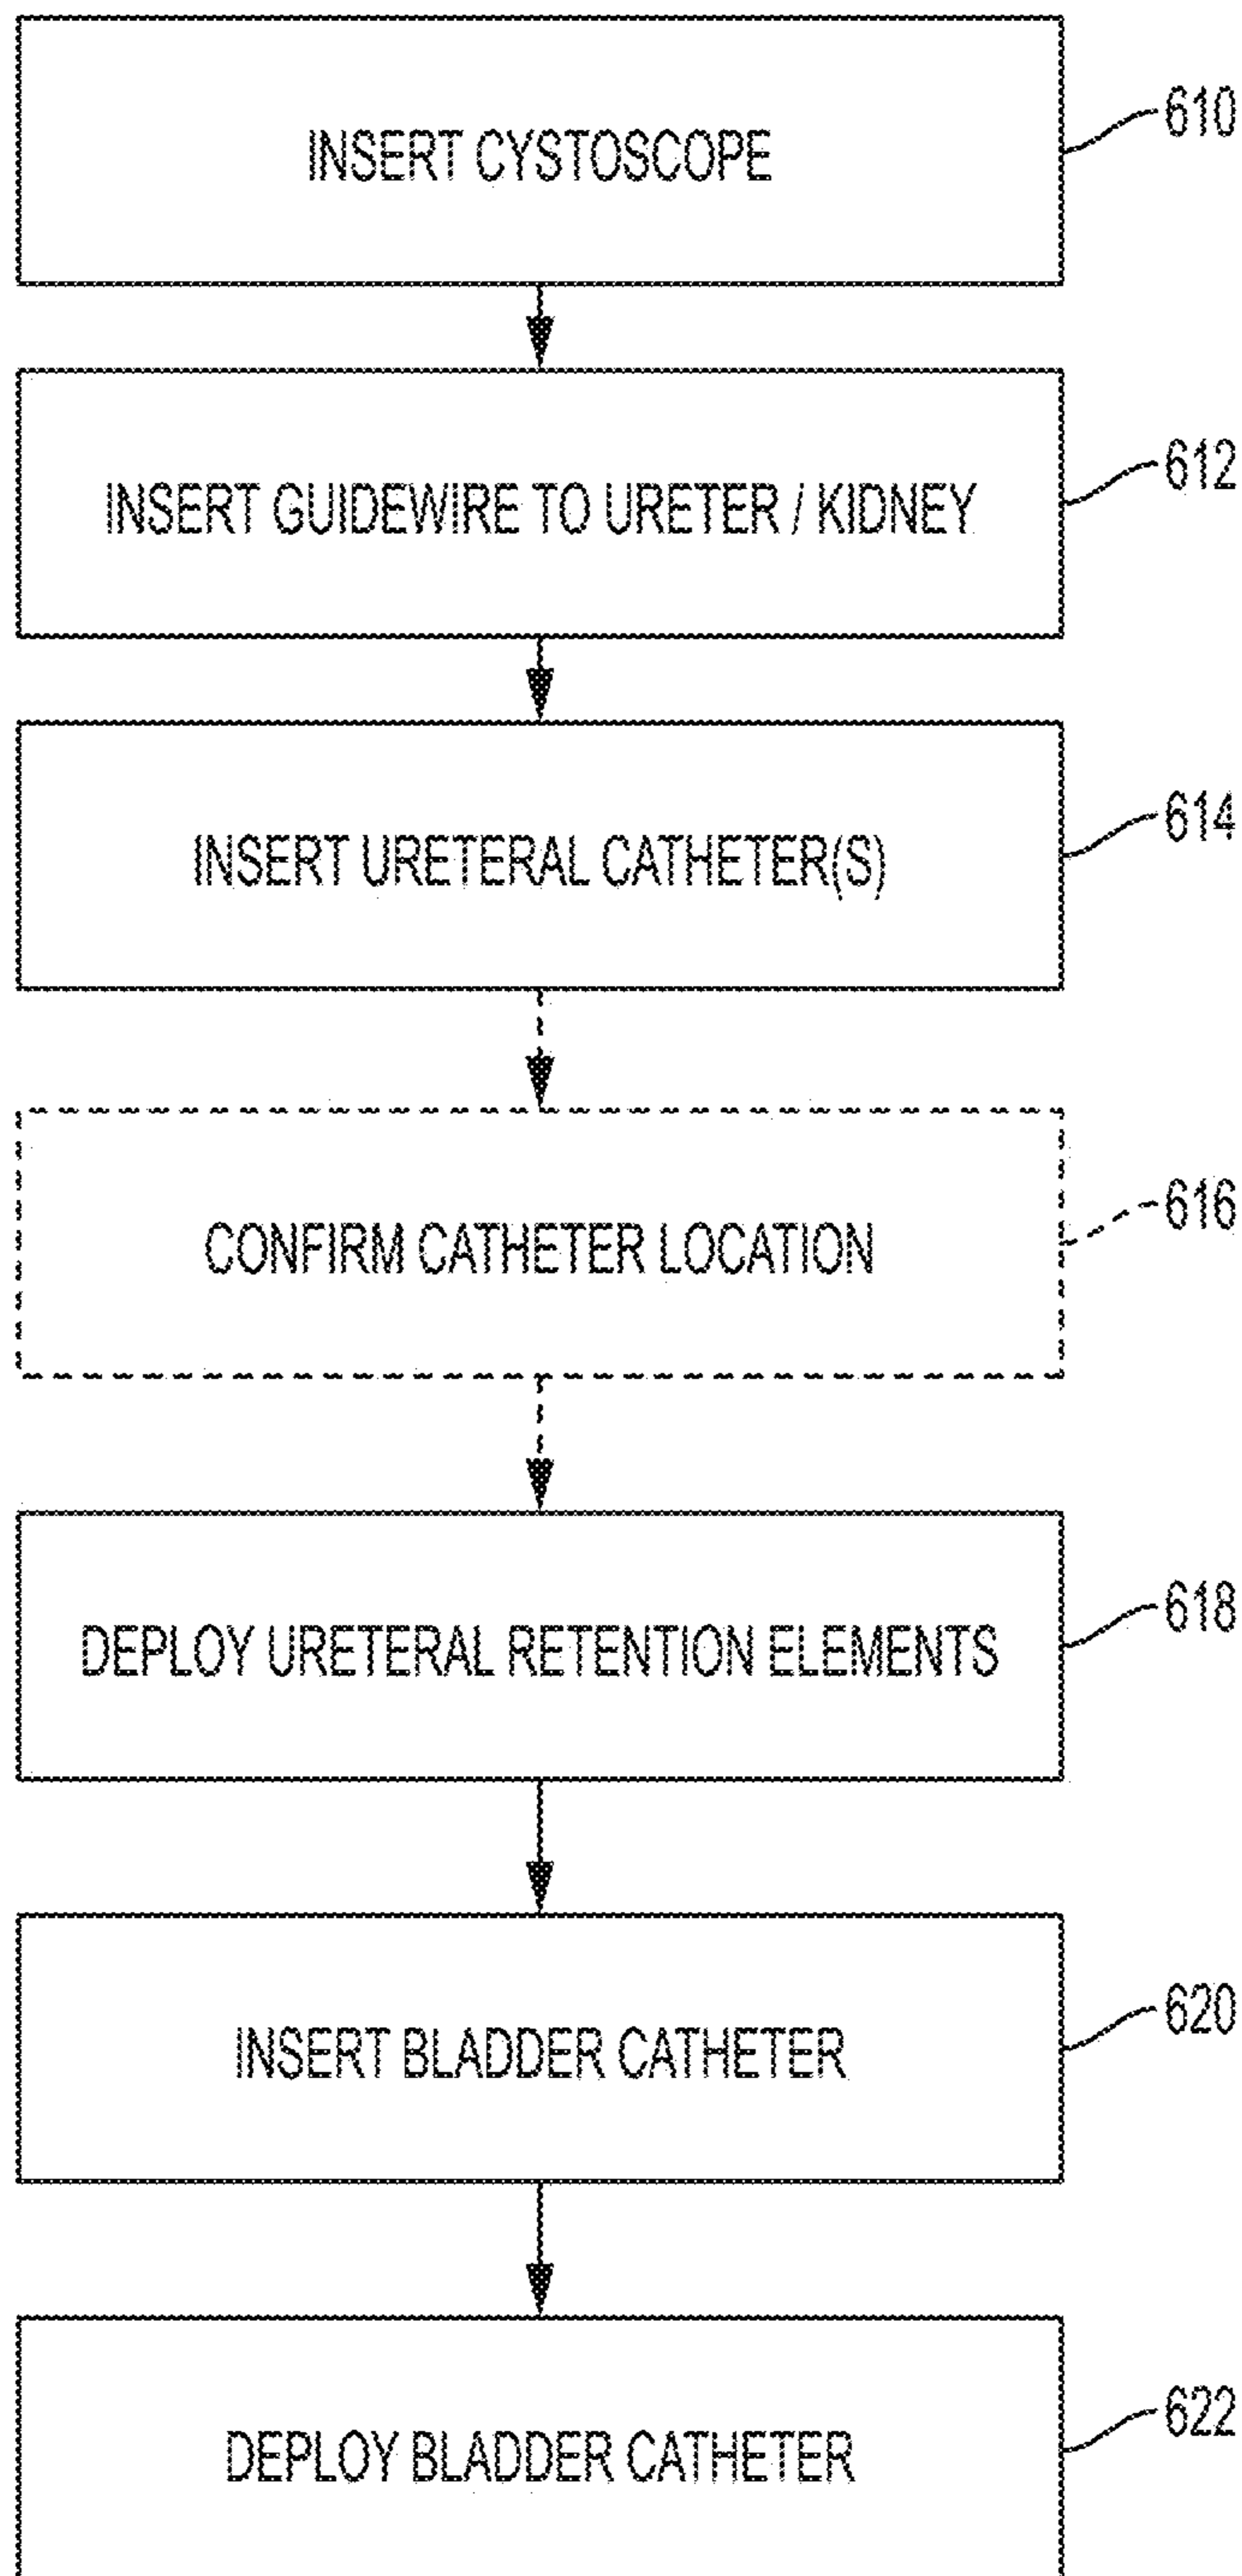 INSERT CYSTOSCOPE
610
INSERT GUIDEWIRE TO URETER / KIDNEY
612
INSERT URETERAL CATHETER(S)
614
CONFIRM CATHETER LOCATION
616
DEPLOY URETERAL RETENTION ELEMENTS
618
INSERT BLADDER CATHETER
620
DEPLOY BLADDER CATHETER
622